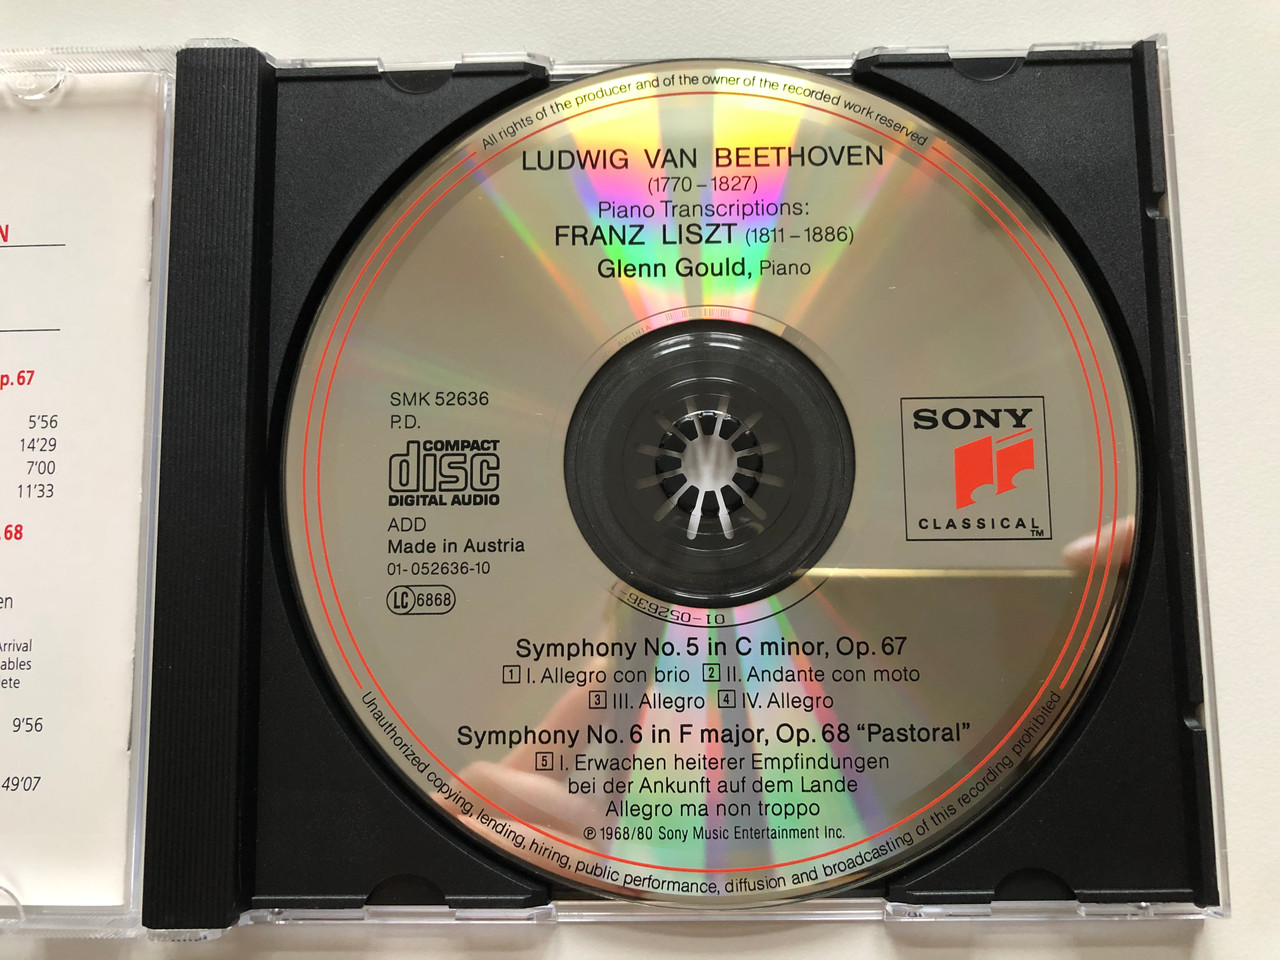 N
p. 67
5'56
14'29
7'00
11'33
.68
en
Arrival
ables
ete
9'56
49'07
All rights of the producer and of the owner of the recorded work reserved
LUDWIG VAN BEETHOVEN
(1770–1827)
Piano Transcriptions:
FRANZ LISZT (1811–1886)
Glenn Gould, Piano
SMK 52636
P.D.
COMPACT
disc
DIGITAL AUDIO
ADD
Made in Austria
01-052636-10
LC 6868
SONY
CLASSICAL TM
01-052636-
Symphony No. 5 in C minor, Op. 67
1 I. Allegro con brio 2 II. Andante con moto
3 III. Allegro 4 IV. Allegro
Symphony No. 6 in F major, Op. 68 “Pastoral”
5 I. Erwachen heiterer Empfindungen
bei der Ankunft auf dem Lande
Allegro ma non troppo
℗ 1968/80 Sony Music Entertainment Inc.
Unauthorized copying, lending, hiring, public performance, diffusion and broadcasting of this recording prohibited